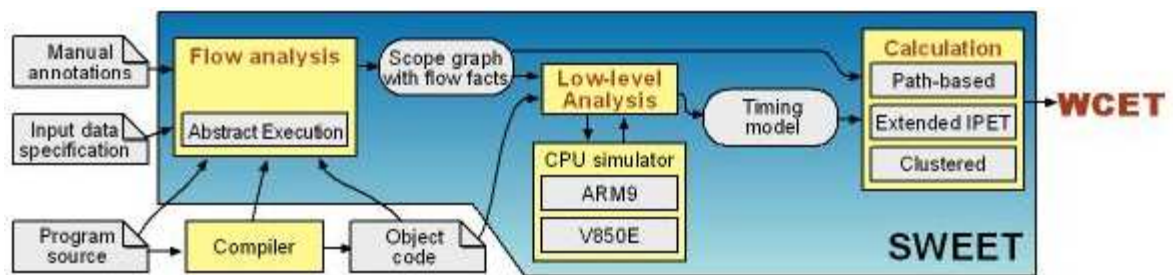 Manual
annotations
Input data
specification
Program
source
Flow analysis
Abstract Execution
Compiler
Object
code
Scope graph
with flow facts
Low-level
Analysis
CPU simulator
ARM9
V850E
Timing
model
Calculation
Path-based
Extended IPET
Clustered
WCET
SWEET